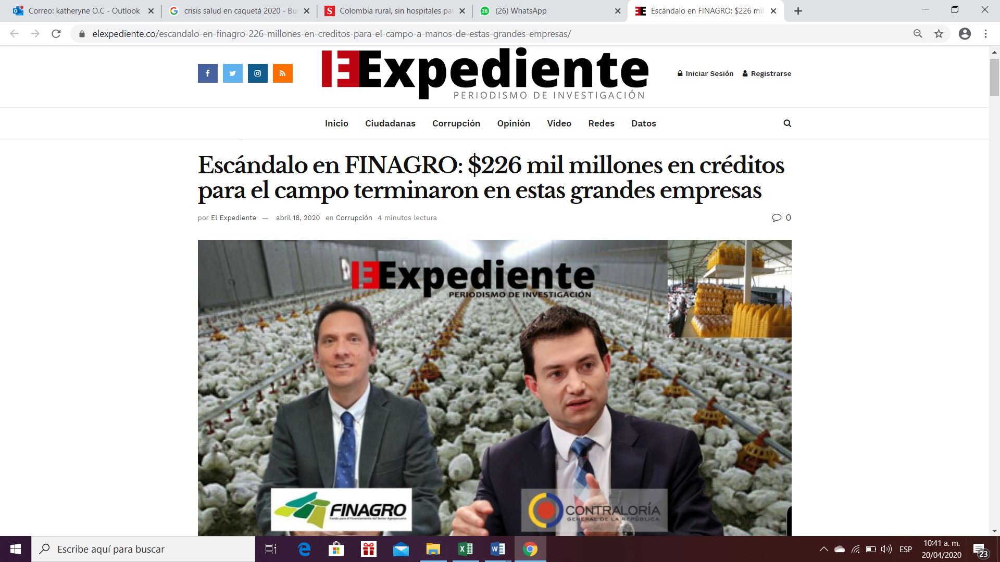 Correo: katheryne O.C - Outlook
crisis salud en caquetá 2020 - Bu
Colombia rural, sin hospitales pa
(26) WhatsApp
Escándalo en FINAGRO: $226 mil
elexpediente.co/escandalo-en-finagro-226-millones-en-creditos-para-el-campo-a-manos-de-estas-grandes-empresas/
El Expediente
PERIODISMO DE INVESTIGACIÓN
Iniciar Sesión Registrarse
Inicio Ciudadanas Corrupción Opinión Video Redes Datos
Escándalo en FINAGRO: $226 mil millones en créditos
para el campo terminaron en estas grandes empresas
por El Expediente — abril 18, 2020 en Corrupción 4 minutos lectura 0
El Expediente
PERIODISMO DE INVESTIGACIÓN
FINAGRO
Fondo para el Financiamiento del Sector Agropecuario
CONTRALORÍA
GENERAL DE LA REPÚBLICA
Escribe aquí para buscar
ESP
10:41 a. m.
20/04/2020
23